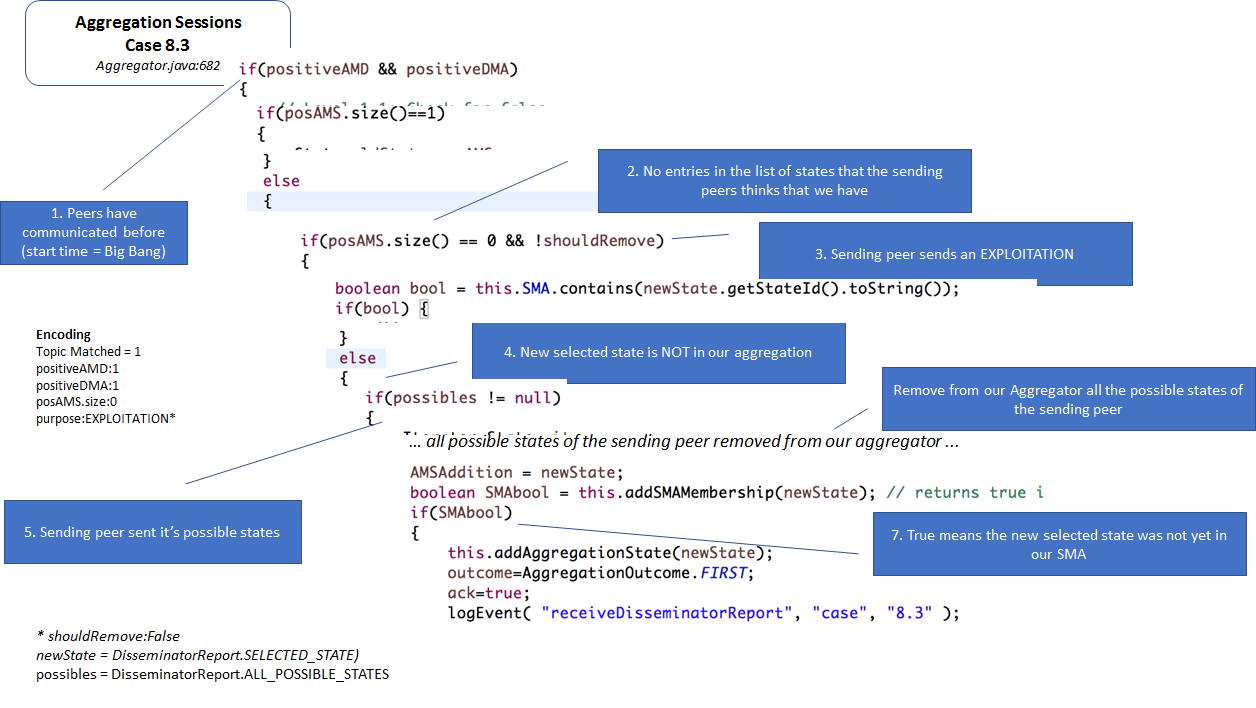 Aggregation Sessions
Case 8.3
Aggregator.java:682
if(positiveAMD && positiveDMA)
{
if(posAMS.size()==1)
{
}
else
{
2. No entries in the list of states that the sending
peers thinks that we have
1. Peers have
communicated before
(start time = Big Bang)
if(posAMS.size() == 0 && !shouldRemove)
{
3. Sending peer sends an EXPLOITATION
boolean bool = this.SMA.contains(newState.getStateId().toString());
if(bool) {
}
else
{
4. New selected state is NOT in our aggregation
Encoding
Topic Matched = 1
positiveAMD:1
positiveDMA:1
posAMS.size:0
purpose:EXPLOITATION*
if(possibles != null)
{
Remove from our Aggregator all the possible states of
the sending peer
... all possible states of the sending peer removed from our aggregator ...
AMSAddition = newState;
boolean SMAbool = this.addSMAMembership(newState); // returns true i
if(SMAbool)
{
5. Sending peer sent it's possible states
7. True means the new selected state was not yet in
our SMA
this.addAggregationState(newState);
outcome=AggregationOutcome.FIRST;
ack=true;
logEvent( "receiveDisseminatorReport", "case", "8.3" );
* shouldRemove:False
newState = DisseminatorReport.SELECTED_STATE)
possibles = DisseminatorReport.ALL_POSSIBLE_STATES